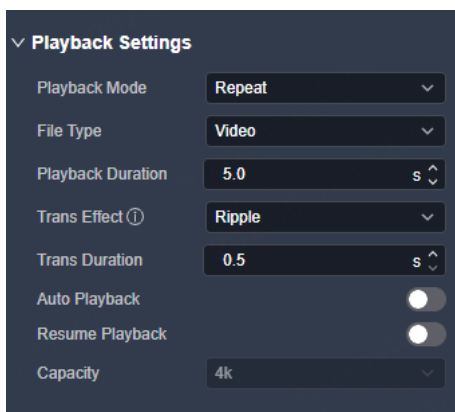 Playback Settings
Playback Mode Repeat
File Type Video
Playback Duration 5.0 s
Trans Effect Ripple
Trans Duration 0.5 s
Auto Playback
Resume Playback
Capacity 4k